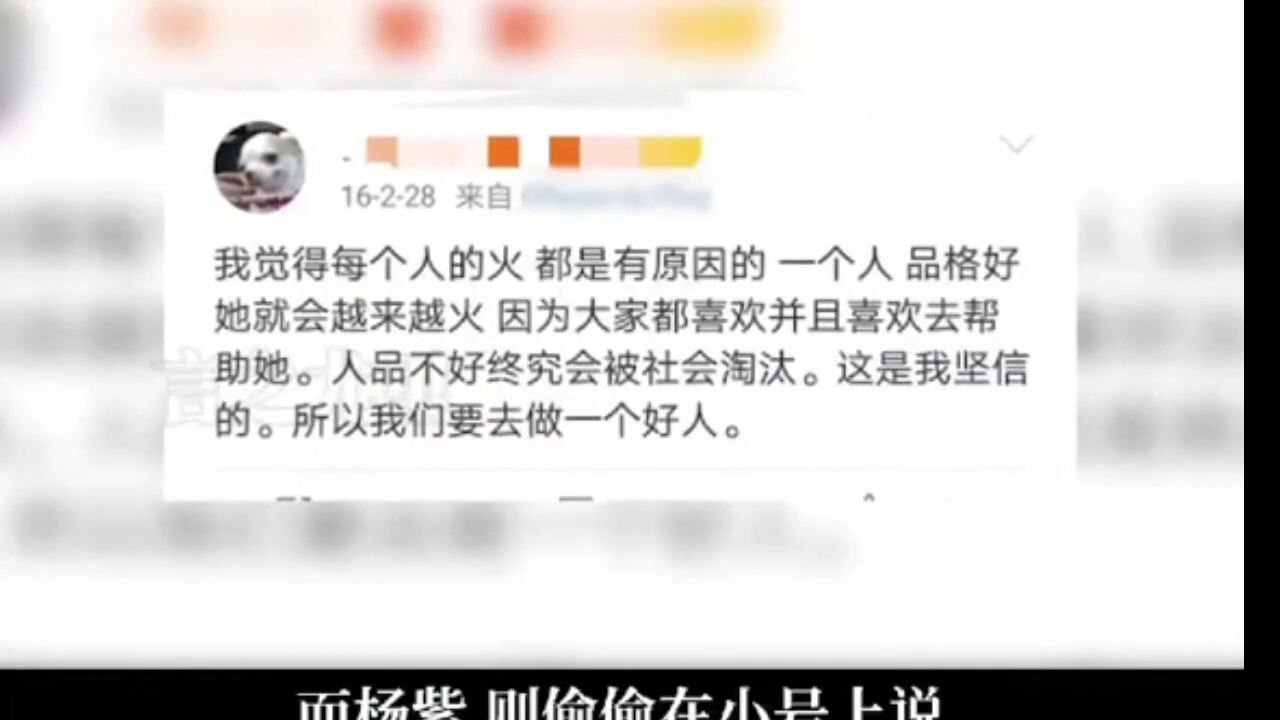 16-2-28 来自
我觉得每个人的火 都是有原因的 一个人 品格好
她就会越来越火 因为大家都喜欢并且喜欢去帮
助她。人品不好终究会被社会淘汰。这是我坚信
的。所以我们要去做一个好人。
而杨紫 则偷偷在小号上说